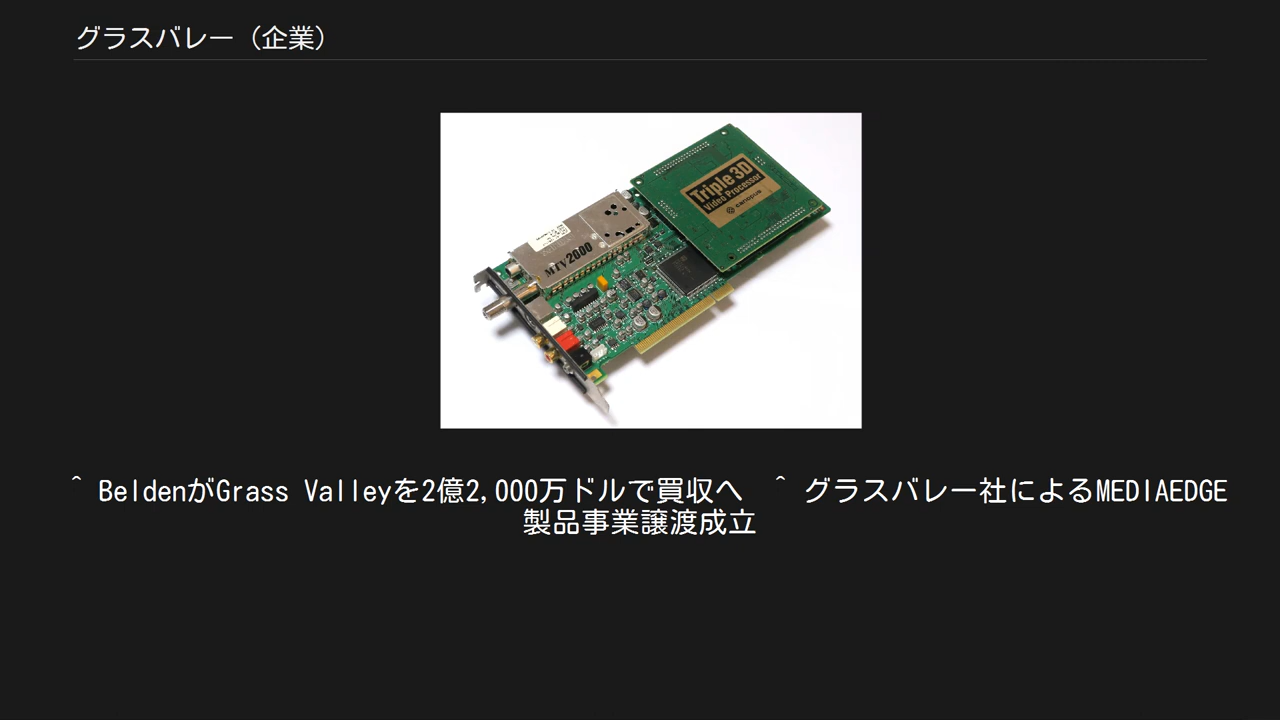 グラスバレー（企業）
Triple 3D
Video Processor
canopus
MTV2000
^ BeldenがGrass Valleyを2億2,000万ドルで買収へ　^ グラスバレー社によるMEDIAEDGE
製品事業譲渡成立